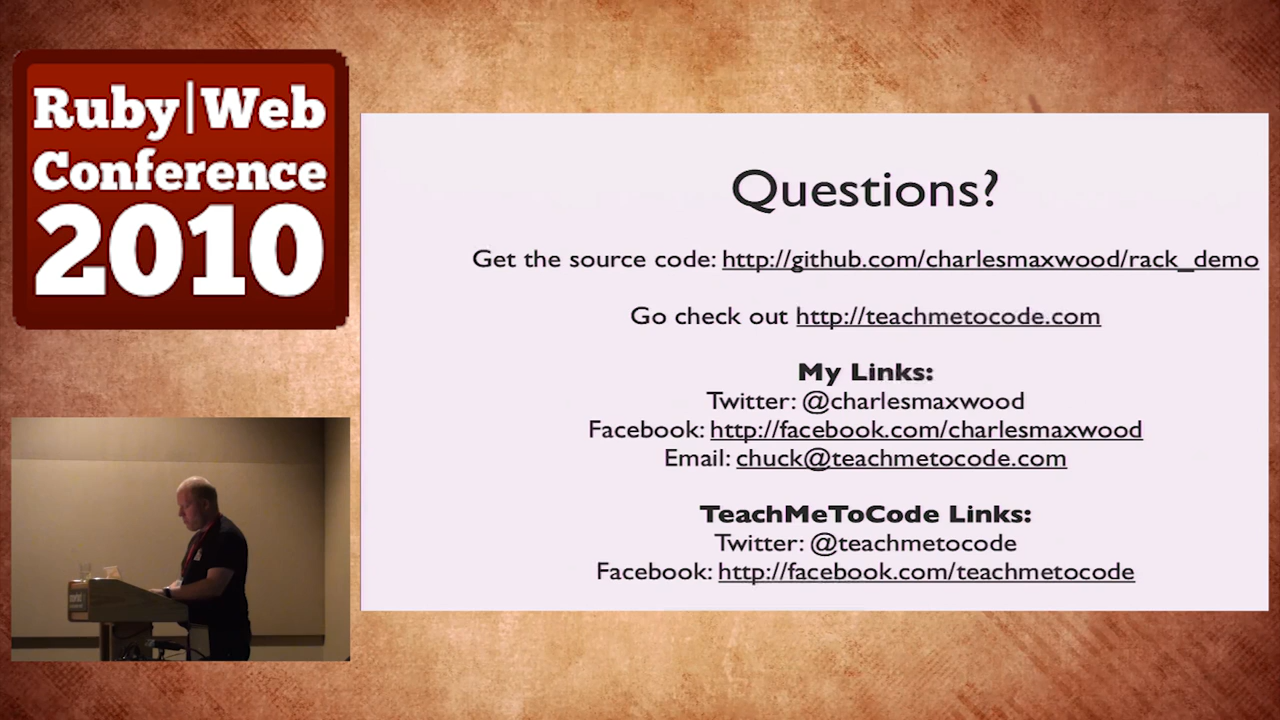 Ruby|Web
Conference
2010
Questions?
Get the source code: http://github.com/charlesmaxwood/rack_demo
Go check out http://teachmetocode.com
My Links:
Twitter: @charlesmaxwood
Facebook: http://facebook.com/charlesmaxwood
Email: chuck@teachmetocode.com
TeachMeToCode Links:
Twitter: @teachmetocode
Facebook: http://facebook.com/teachmetocode